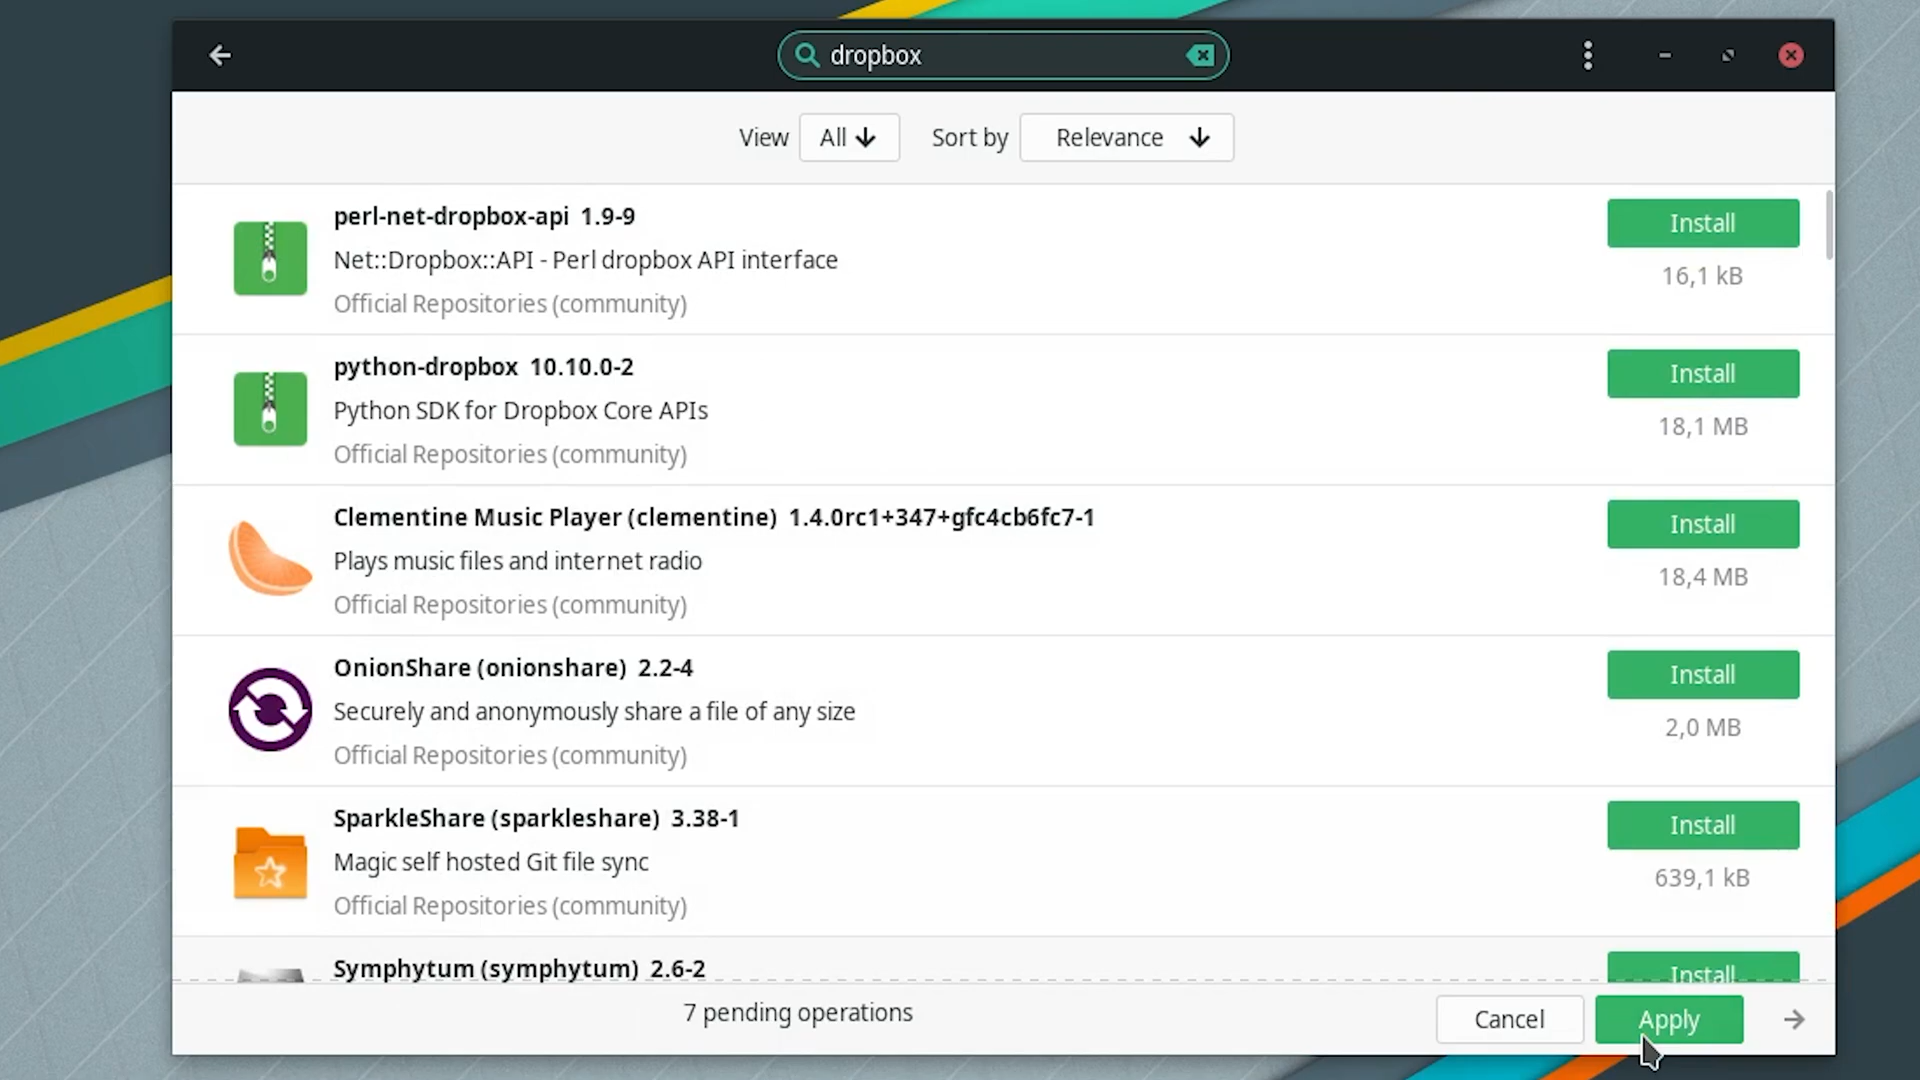 dropbox
View All Sort by Relevance
perl-net-dropbox-api 1.9-9
Net::Dropbox::API - Perl dropbox API interface
Official Repositories (community)
Install
16,1 kB
python-dropbox 10.10.0-2
Python SDK for Dropbox Core APIs
Official Repositories (community)
Install
18,1 MB
Clementine Music Player (clementine) 1.4.0rc1+347+gfc4cb6fc7-1
Plays music files and internet radio
Official Repositories (community)
Install
18,4 MB
OnionShare (onionshare) 2.2-4
Securely and anonymously share a file of any size
Official Repositories (community)
Install
2,0 MB
SparkleShare (sparkleshare) 3.38-1
Magic self hosted Git file sync
Official Repositories (community)
Install
639,1 kB
Symphytum (symphytum) 2.6-2
Install
7 pending operations
Cancel
Apply